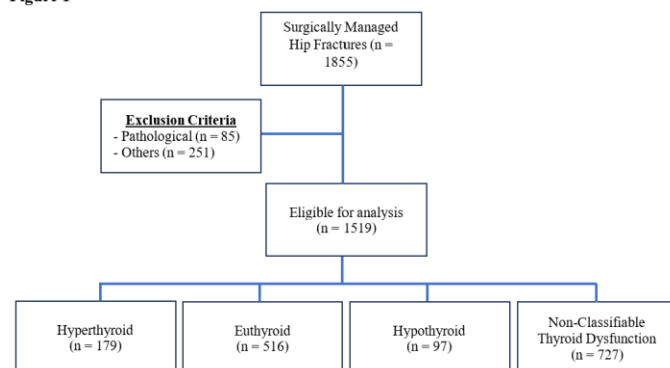 Figure 1
Surgically Managed
Hip Fractures (n =
1855)
Exclusion Criteria
- Pathological (n = 85)
- Others (n = 251)
Eligible for analysis
(n = 1519)
Hyperthyroid
(n = 179)
Euthyroid
(n = 516)
Hypothyroid
(n = 97)
Non-Classifiable
Thyroid Dysfunction
(n = 727)